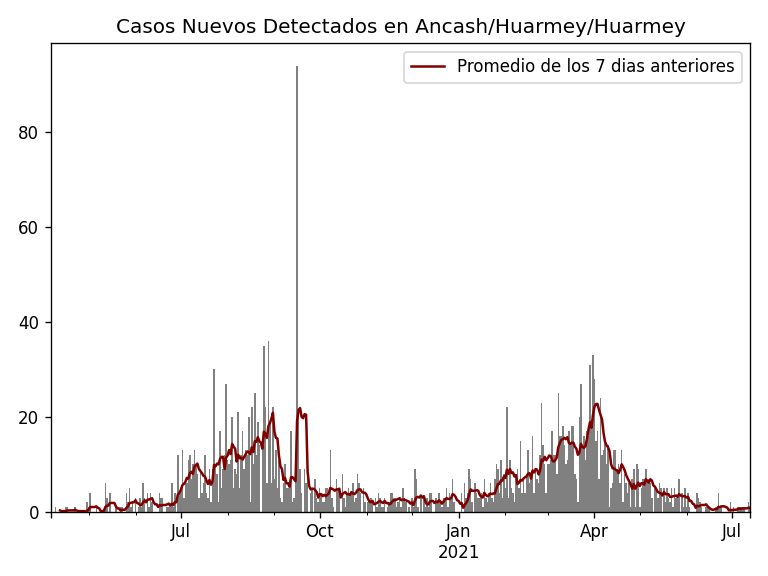 Casos Nuevos Detectados en Ancash/Huarmey/Huarmey
Promedio de los 7 dias anteriores
80
60
40
20
0
Jul
Oct
Jan
Apr
Jul
2021